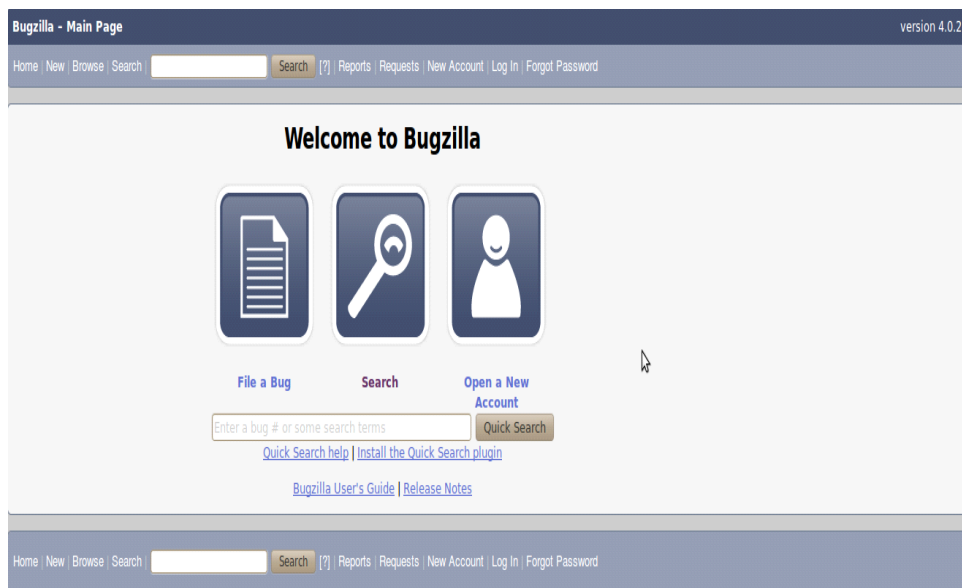 Bugzilla – Main Page version 4.0.2
Home | New | Browse | Search | Search [?] | Reports | Requests | New Account | Log In | Forgot Password
Welcome to Bugzilla
File a Bug Search Open a New
Account
Enter a bug # or some search terms Quick Search
Quick Search help | Install the Quick Search plugin
Bugzilla User's Guide | Release Notes
Home | New | Browse | Search | Search [?] | Reports | Requests | New Account | Log In | Forgot Password